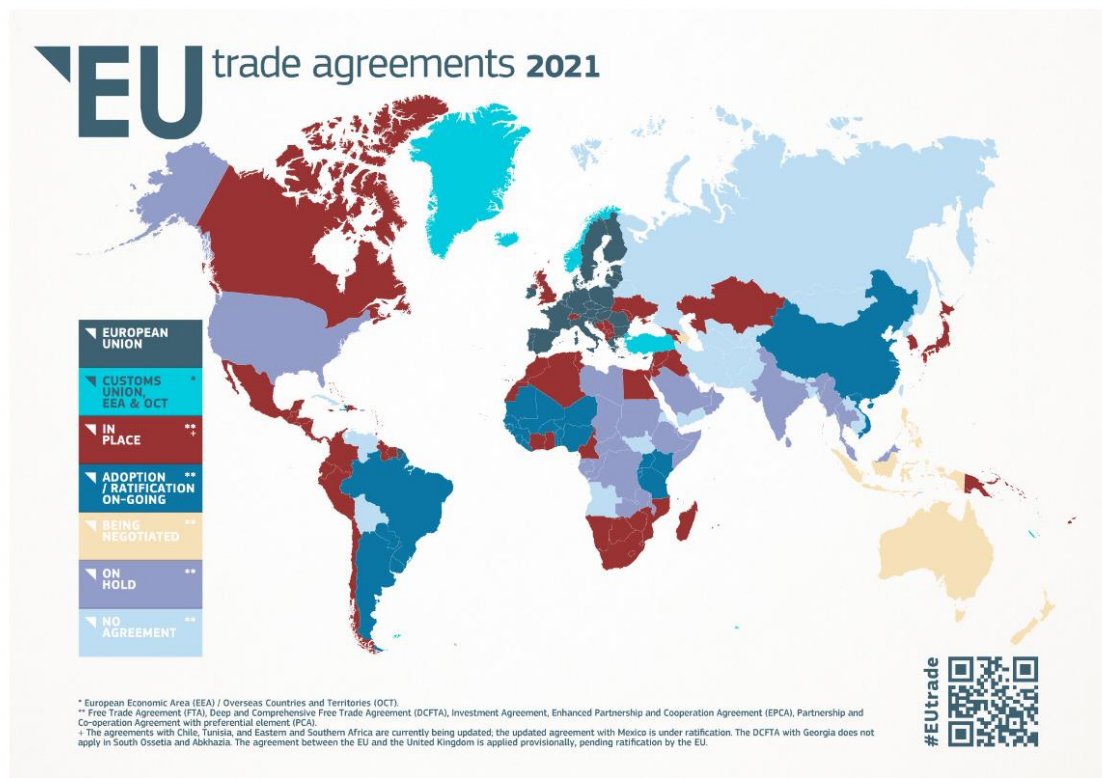 EU trade agreements 2021
EUROPEAN
UNION
CUSTOMS *
UNION,
EEA & OCT
IN **
PLACE +
ADOPTION **
/ RATIFICATION
ON-GOING
BEING
NEGOTIATED **
ON **
HOLD
NO **
AGREEMENT
* European Economic Area (EEA) / Overseas Countries and Territories (OCT).
** Free Trade Agreement (FTA), Deep and Comprehensive Free Trade Agreement (DCFTA), Investment Agreement, Enhanced Partnership and Cooperation Agreement (EPCA), Partnership and
Co-operation Agreement with preferential element (PCA).
+ The agreements with Chile, Tunisia, and Eastern and Southern Africa are currently being updated; the updated agreement with Mexico is under ratification. The DCFTA with Georgia does not
apply in South Ossetia and Abkhazia. The agreement between the EU and the United Kingdom is applied provisionally, pending ratification by the EU.
#EUtrade